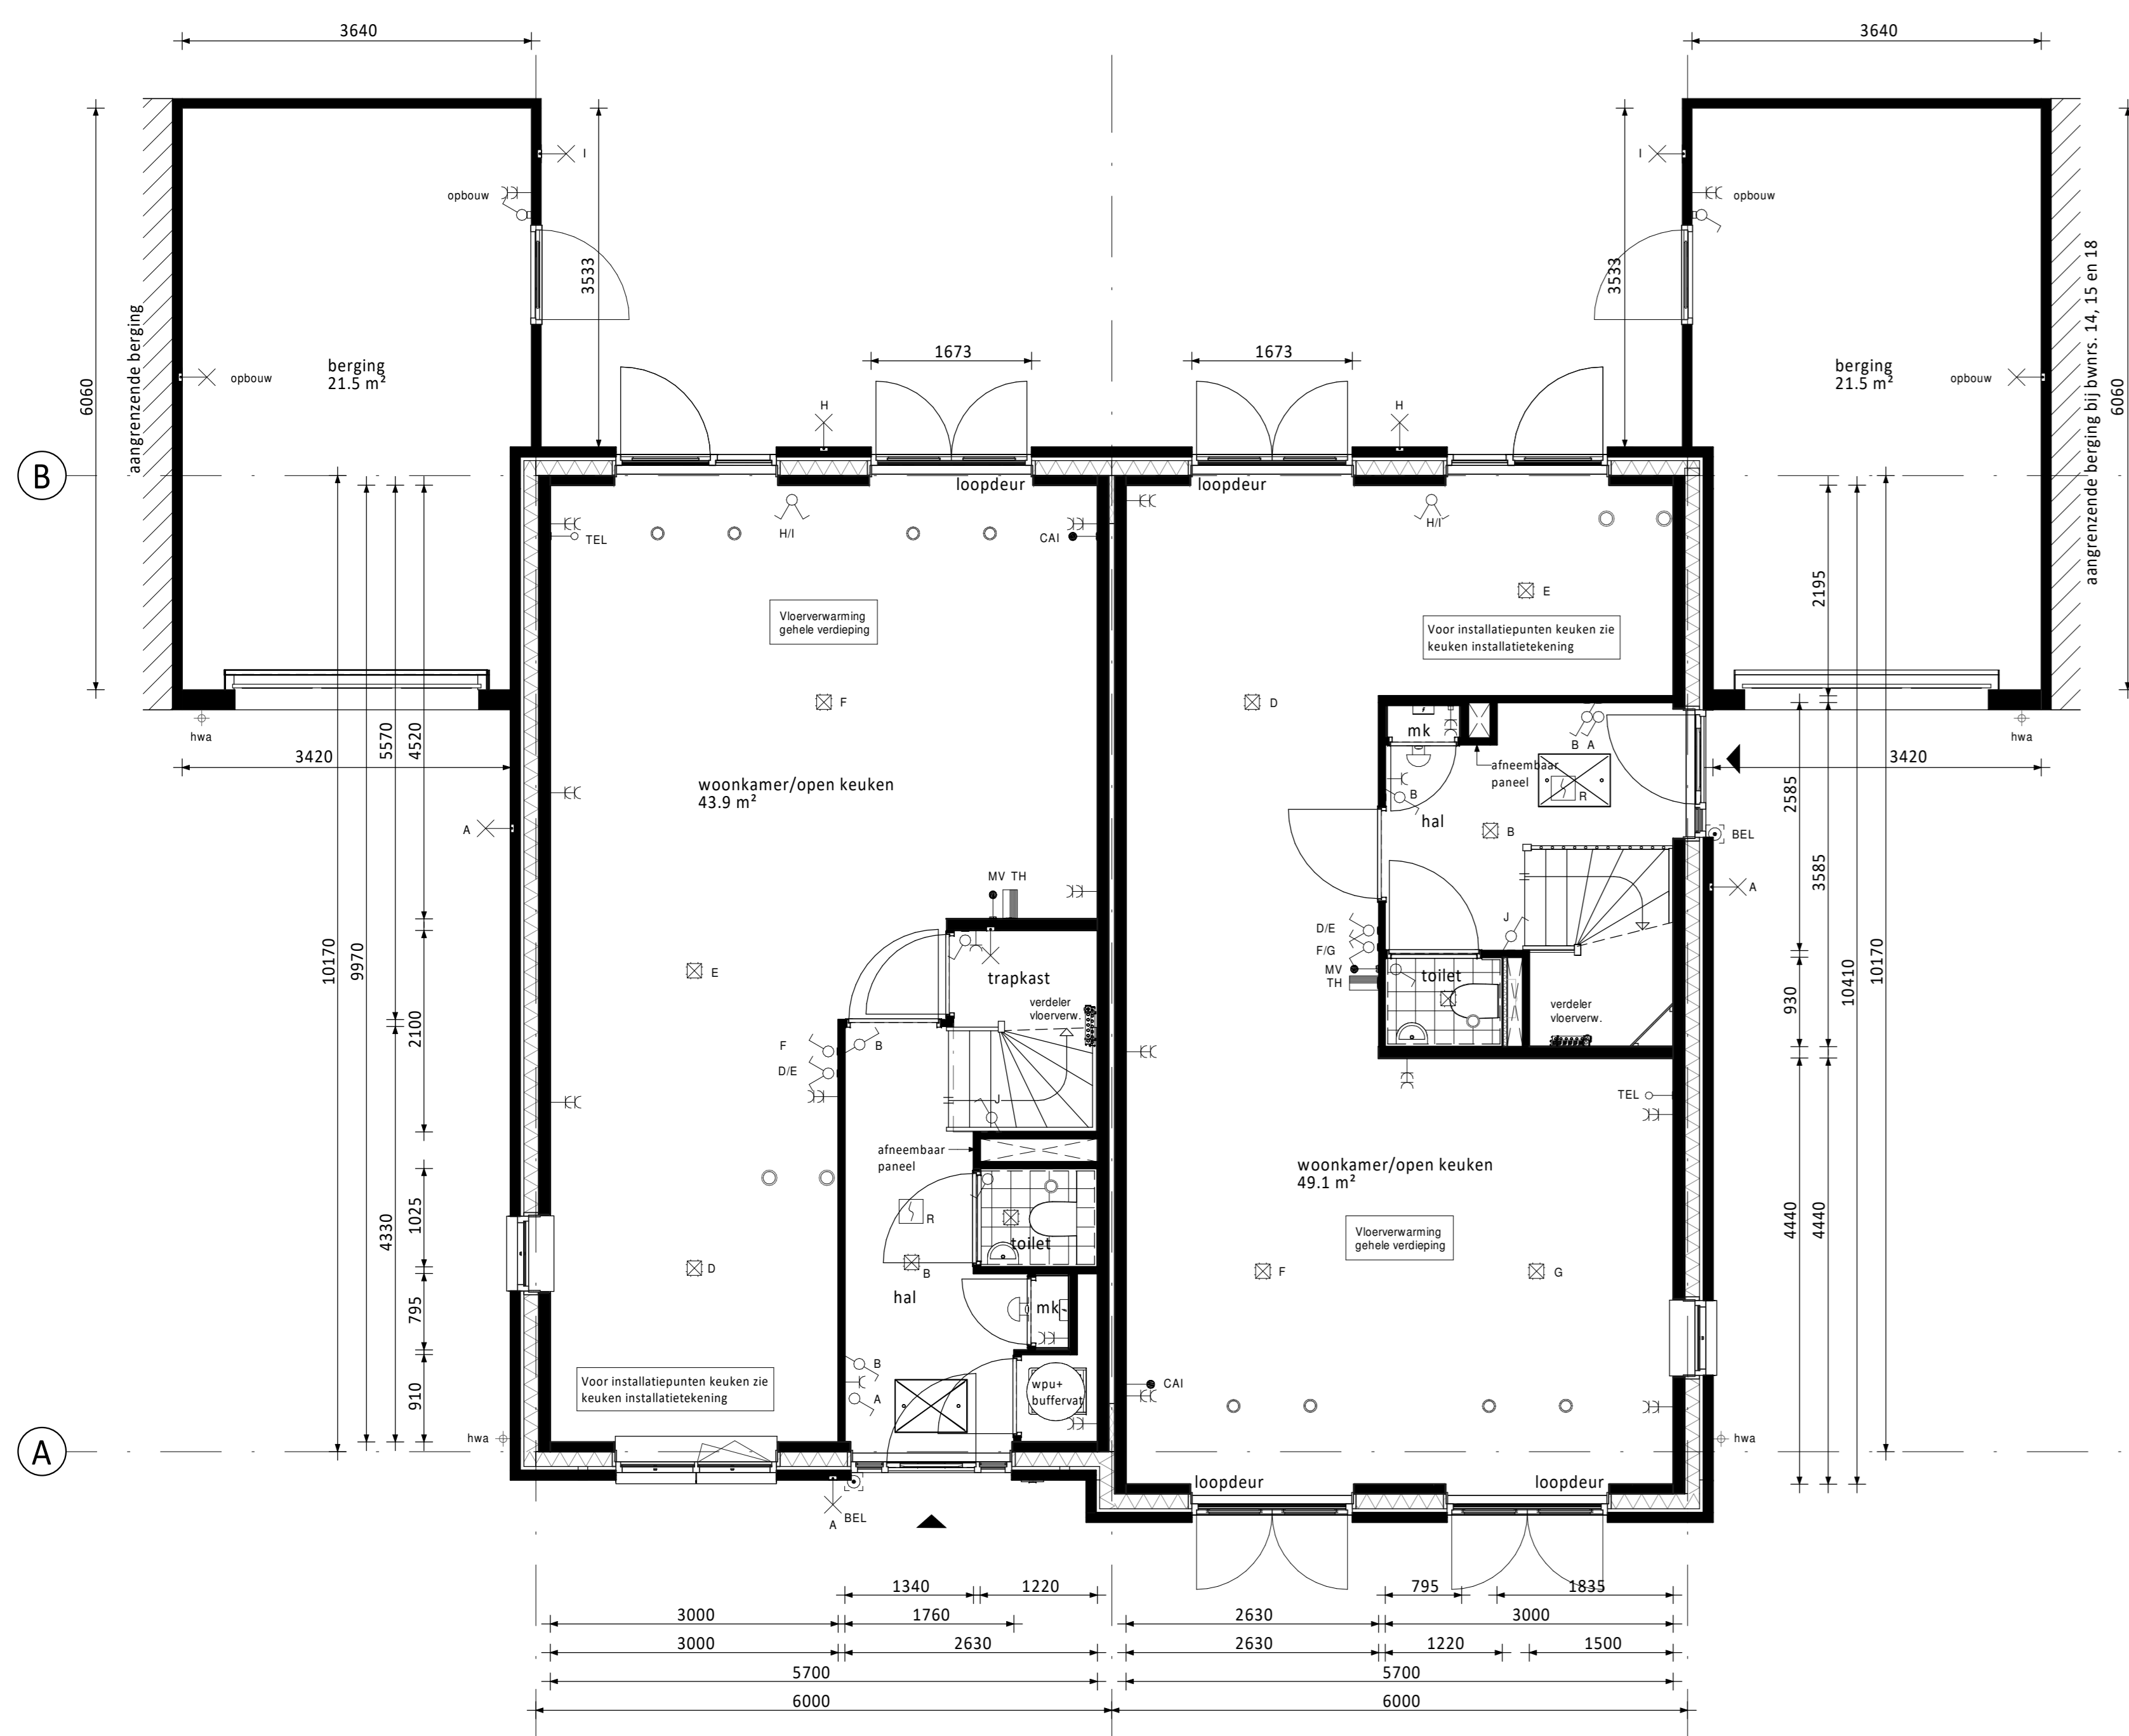 3640
3640
I
I
opbouw
opbouw
3533
3533
aangrenzende berging
aangrenzende berging bij bwnrs. 14, 15 en 18
6060
6060
berging
21.5 m²
opbouw
berging
21.5 m²
opbouw
1673
1673
H
H
B
loopdeur
loopdeur
TEL
H/I
CAI
H/I
E
Vloerverwarming
gehele verdieping
Voor installatiepunten keuken zie
keuken installatietekening
F
D
hwa
hwa
3420
3420
mk
B A
afneembaar
paneel
R
woonkamer/open keuken
43.9 m²
B
hal
B
A
BEL
A
MV TH
D/E
F/G
MV
TH
toilet
E
trapkast
verdeler
vloerverw.
verdeler
vloerverw.
F
B
D/E
J
J
TEL
afneembaar
paneel
woonkamer/open keuken
49.1 m²
R
toilet
Vloerverwarming
gehele verdieping
D
B
F
G
hal
mk
B
A
wpu+
buffervat
CAI
Voor installatiepunten keuken zie
keuken installatietekening
hwa
hwa
A
loopdeur
loopdeur
A
BEL
10170
9970
5570
4330
4520
2100
1025
795
910
2585
930
4440
2195
3585
4440
10410
10170
1340
1220
795
1835
3000
1760
2630
3000
3000
2630
2630
1220
1500
5700
5700
6000
6000